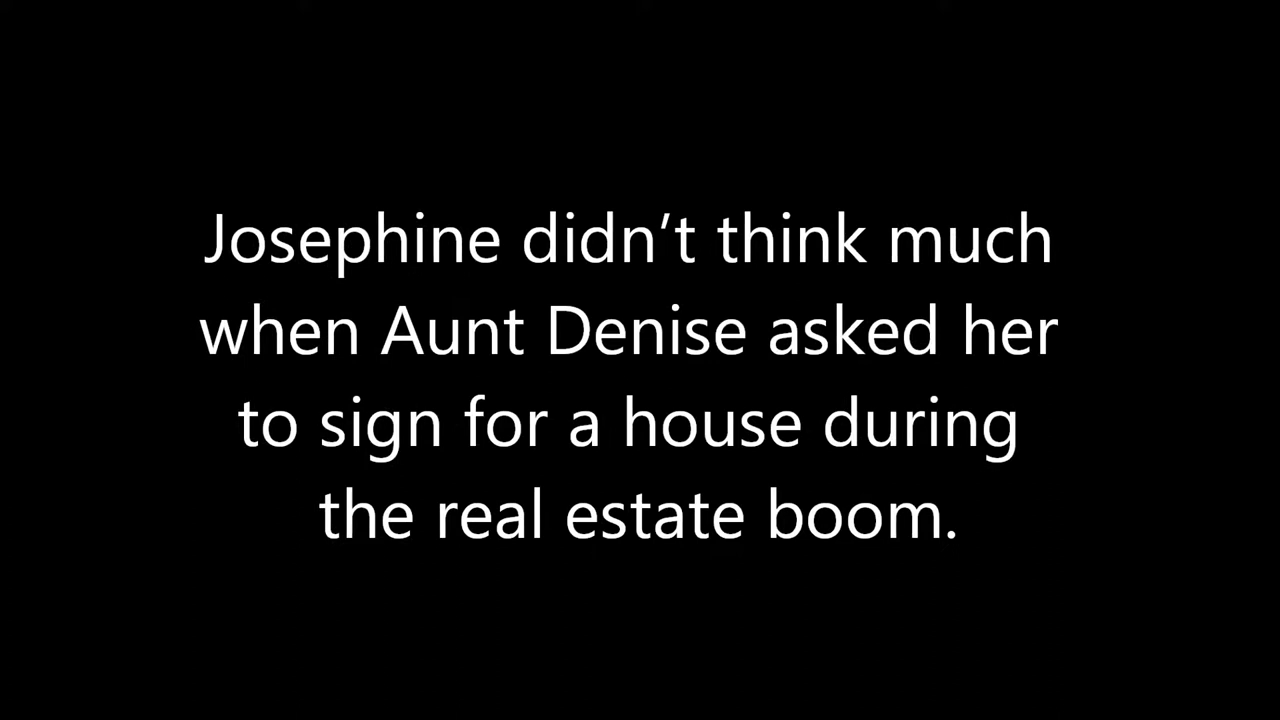 Josephine didn’t think much
when Aunt Denise asked her
to sign for a house during
the real estate boom.